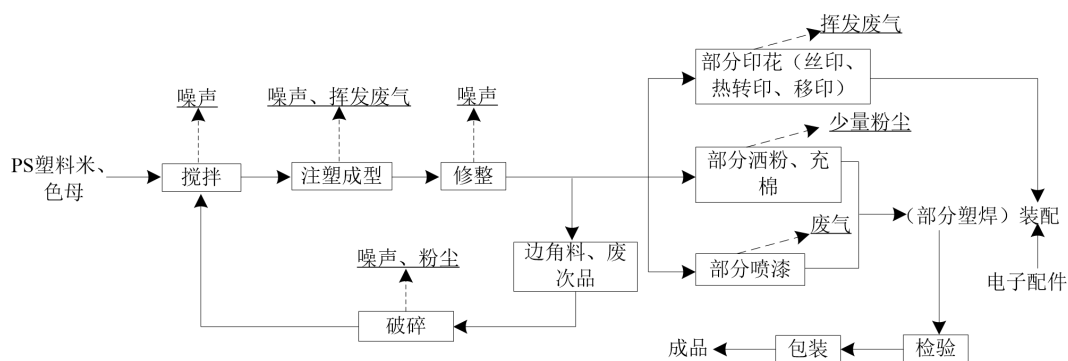 挥发废气
部分印花（丝印、
热转印、移印）
噪声
噪声、挥发废气
噪声
少量粉尘
PS塑料米、
色母
搅拌
注塑成型
修整
部分洒粉、充
棉
（部分塑焊）装配
废气
边角料、废
次品
噪声、粉尘
部分喷漆
电子配件
破碎
成品
包装
检验